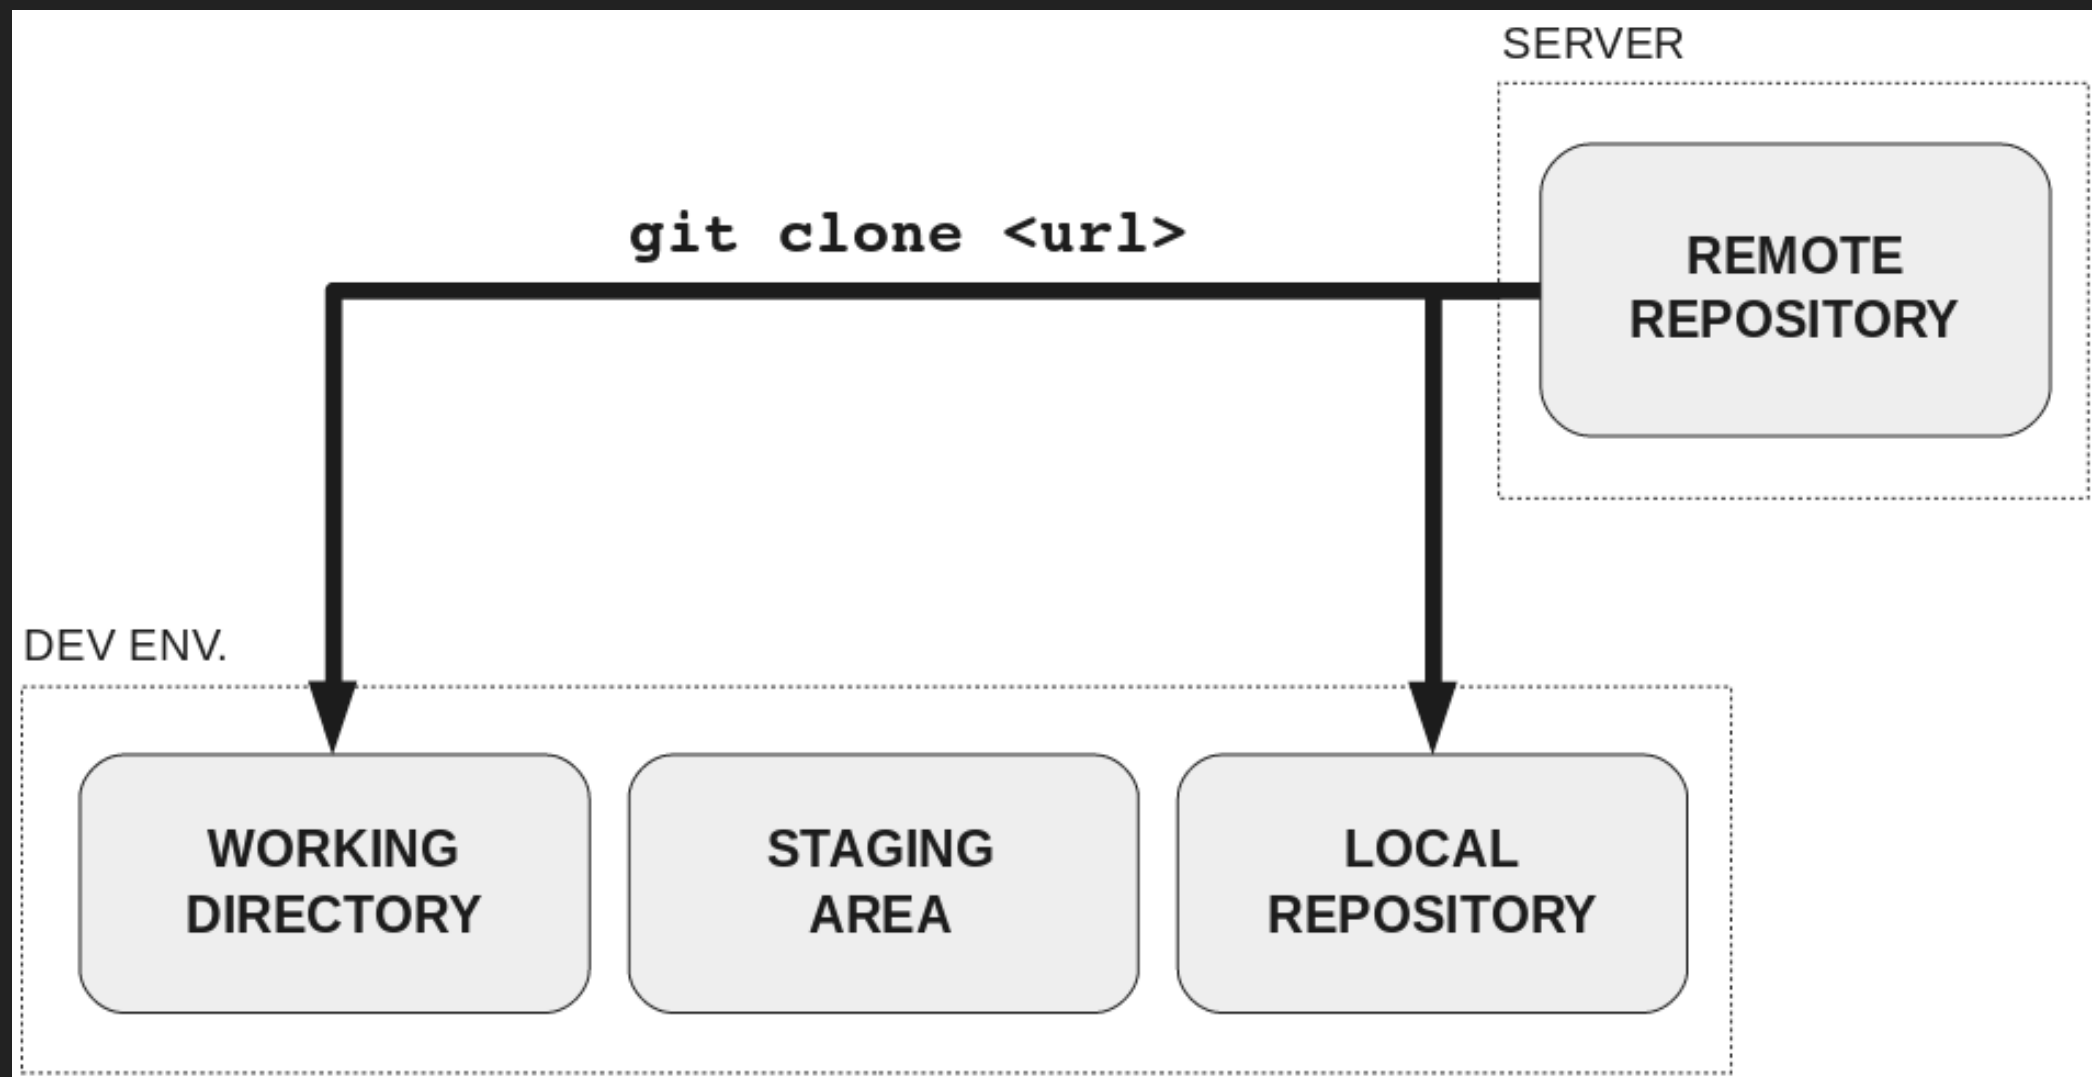 SERVER
REMOTE
REPOSITORY
git clone <url>
DEV ENV.
WORKING
DIRECTORY
STAGING
AREA
LOCAL
REPOSITORY